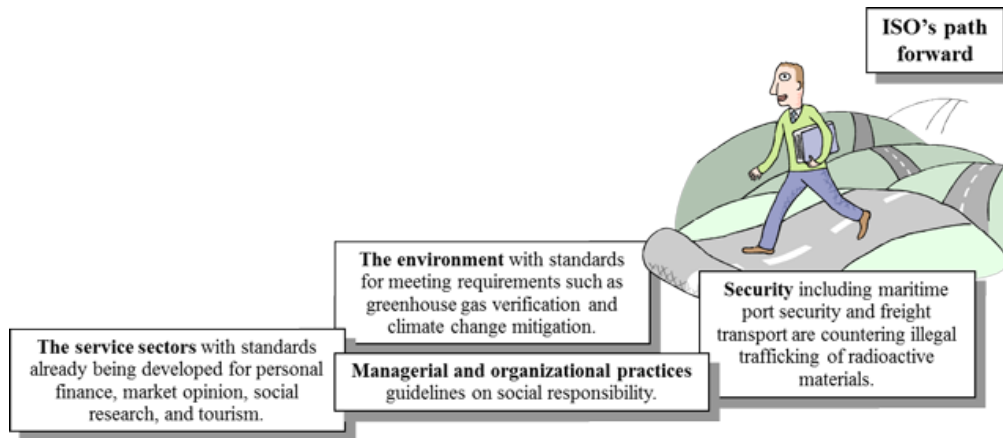 ISO's path
forward
The environment with standards
for meeting requirements such as
greenhouse gas verification and
climate change mitigation.
Security including maritime
port security and freight
transport are countering illegal
trafficking of radioactive
materials.
The service sectors with standards
already being developed for personal
finance, market opinion, social
research, and tourism.
Managerial and organizational practices
guidelines on social responsibility.